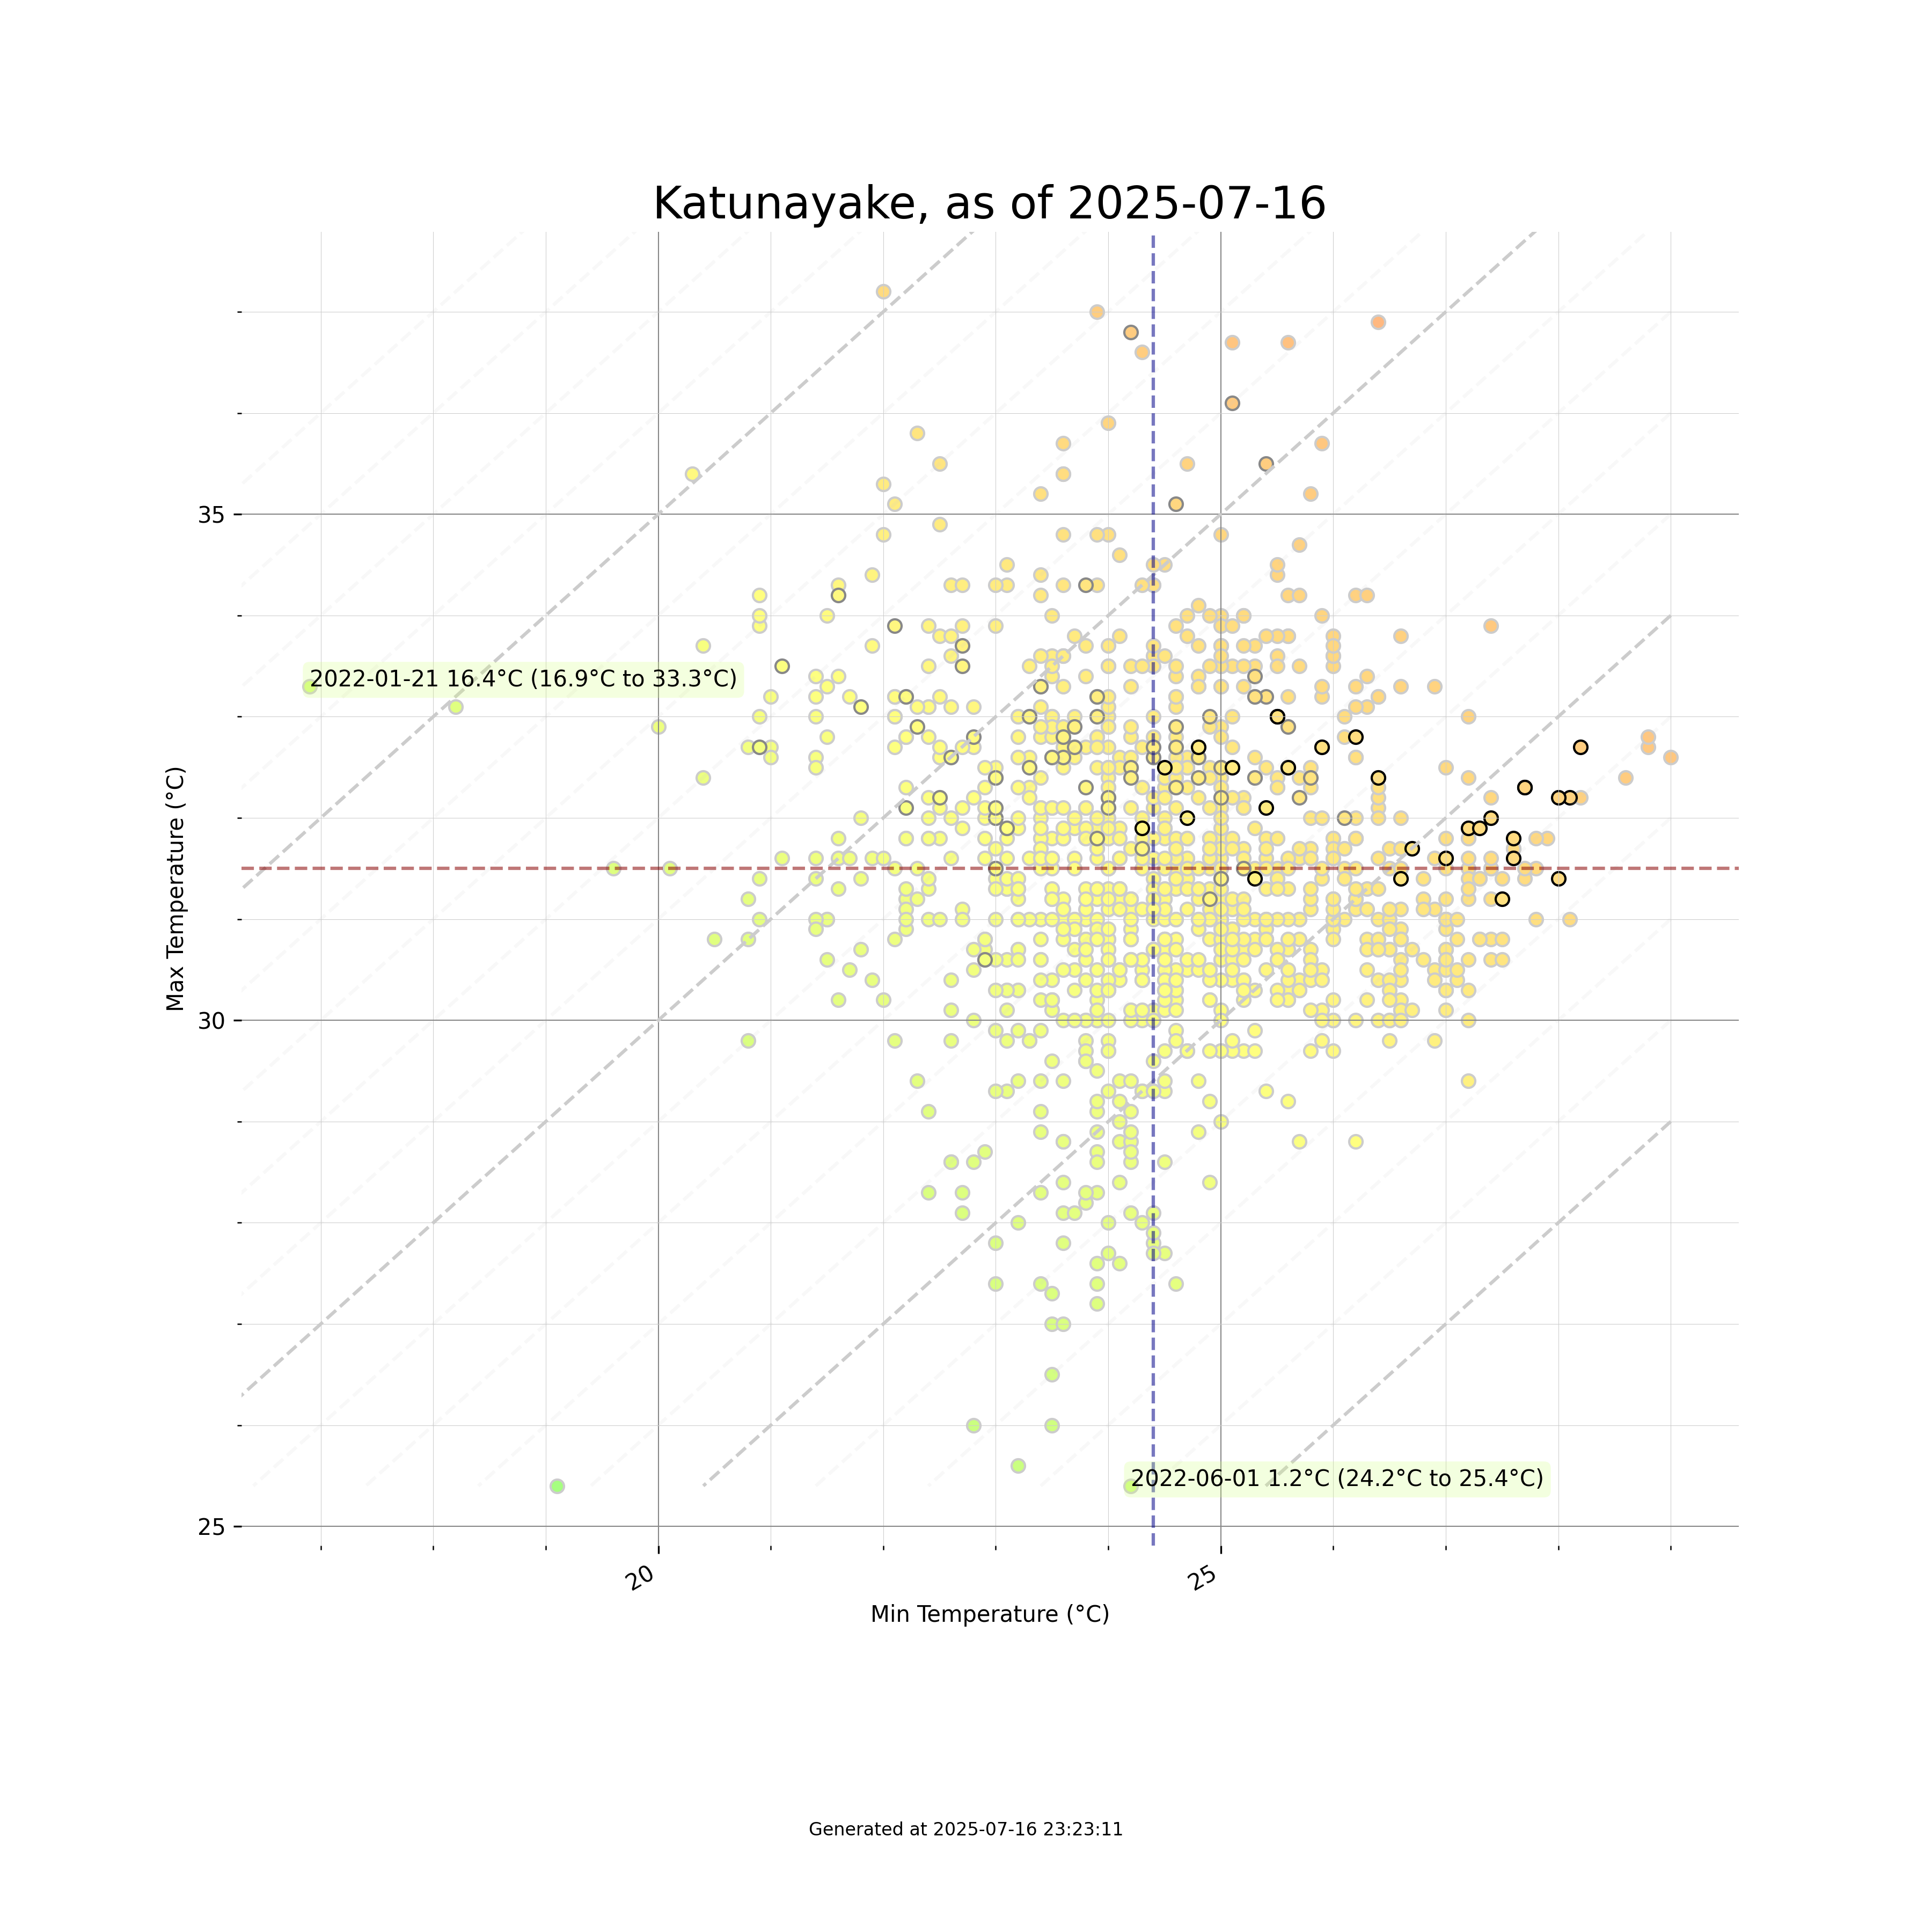 Katunayake, as of 2025-07-16
Max Temperature (°C)
35
30
25
2022-01-21 16.4°C (16.9°C to 33.3°C)
2022-06-01 1.2°C (24.2°C to 25.4°C)
20
25
Min Temperature (°C)
Generated at 2025-07-16 23:23:11